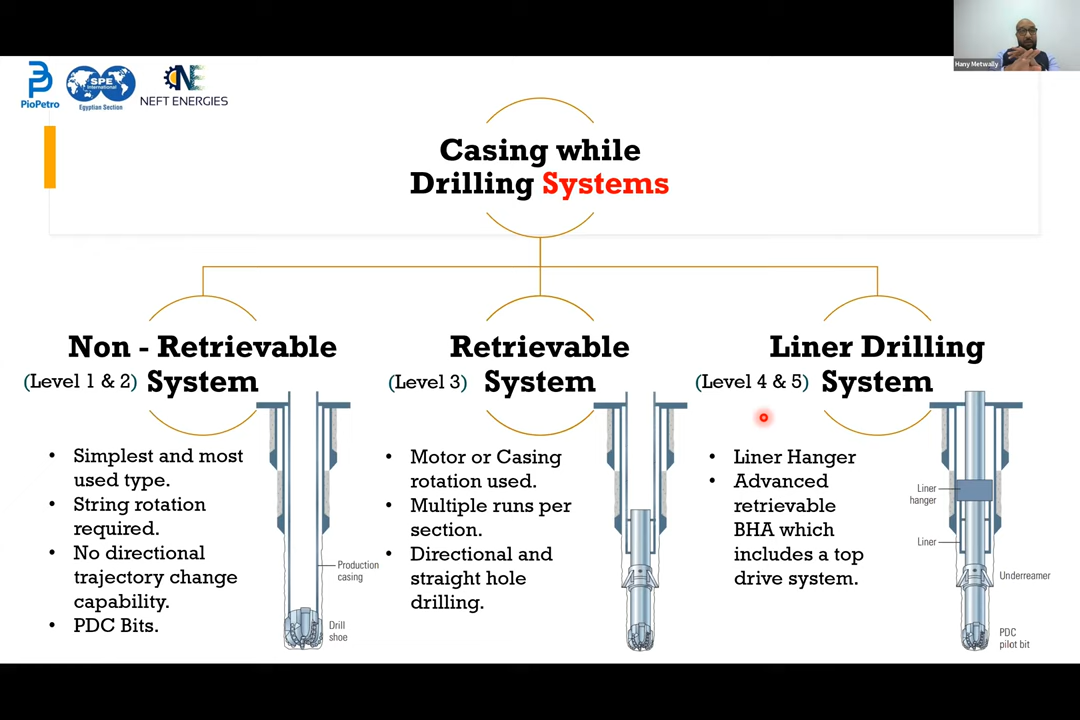 Hany Metwally
PioPetro
SPE
International
Egyptian Section
NE
NEFT ENERGIES
Casing while
Drilling Systems
Non - Retrievable
(Level 1 & 2) System
• Simplest and most
used type.
• String rotation
required.
• No directional
trajectory change
capability.
• PDC Bits.
Production
casing
Drill
shoe
Retrievable
(Level 3) System
• Motor or Casing
rotation used.
• Multiple runs per
section.
• Directional and
straight hole
drilling.
Liner Drilling
(Level 4 & 5) System
• Liner Hanger
• Advanced
retrievable
BHA which
includes a top
drive system.
Liner
hanger
Liner
Underreamer
PDC
pilot bit